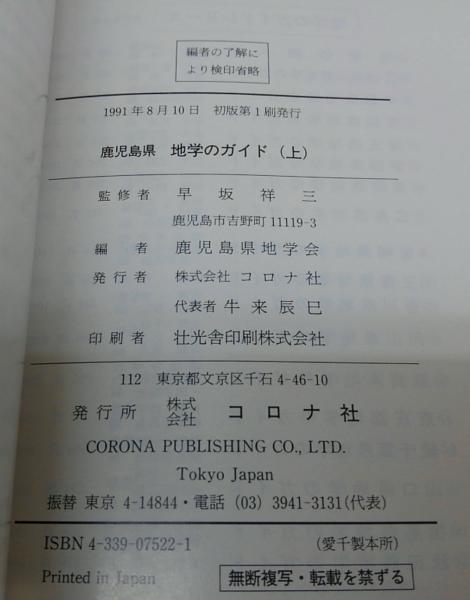 編者の了解に
より検印省略
1991年8月10日 初版第1刷発行
鹿児島県 地学のガイド(上)
監修者 早坂祥三
鹿児島市吉野町11119-3
編者 鹿児島県地学会
発行者 株式会社 コロナ社
代表者 牛来辰巳
印刷者 壮光舎印刷株式会社
112 東京都文京区千石4-46-10
発行所 株式会社 コロナ社
CORONA PUBLISHING CO., LTD.
Tokyo Japan
振替 東京 4-14844・電話 (03) 3941-3131(代表)
ISBN 4-339-07522-1 (愛千製本所)
Printed in Japan 無断複写・転載を禁ずる